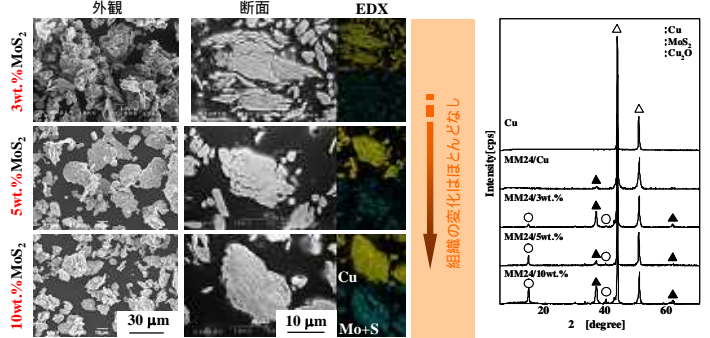 外観
断面
EDX
3wt.%MoS2
5wt.%MoS2
10wt.%MoS2
Cu
Mo+S
30 μm
10 μm
組織の変化はほとんどなし
:Cu
:MoS2
:Cu2O
Intensity[cps]
Cu
MM24/Cu
MM24/3wt.%
MM24/5wt.%
MM24/10wt.%
20 40 60
2 [degree]